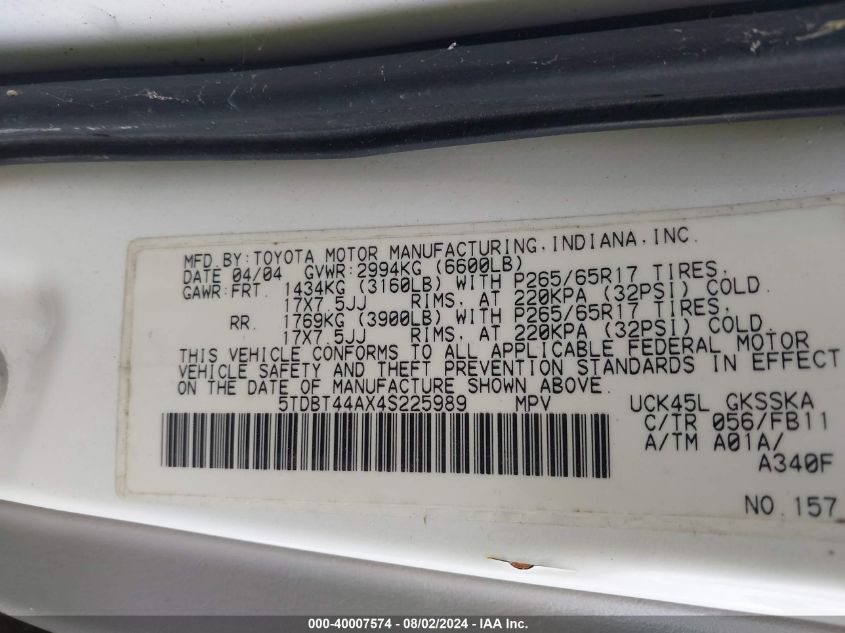 MFD.BY:TOYOTA MOTOR MANUFACTURING.INDIANA.INC.
DATE 04/04 GVWR:2994KG (6600LB)
GAWR:FRT. 1434KG (3160LB) WITH P265/65R17 TIRES.
17X7.5JJ RIMS. AT 220KPA (32PSI) COLD.
RR. 1769KG (3900LB) WITH P265/65R17 TIRES.
17X7.5JJ RIMS. AT 220KPA (32PSI) COLD.
THIS VEHICLE CONFORMS TO ALL APPLICABLE FEDERAL MOTOR
VEHICLE SAFETY AND THEFT PREVENTION STANDARDS IN EFFECT
ON THE DATE OF MANUFACTURE SHOWN ABOVE.
5TDBT44AX4S225989 MPV UCK45L GKSSKA
C/TR 056/FB11
A/TM A01A/
A340F
NO.157
000-40007574 - 08/02/2024 - IAA Inc.